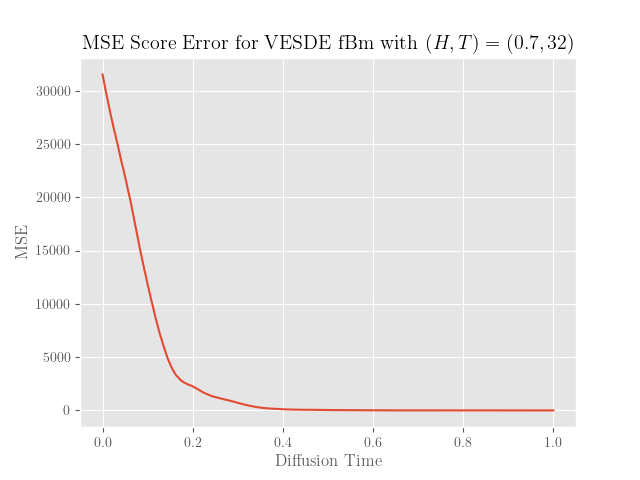 MSE Score Error for VESDE fBm with (H, T) = (0.7, 32)
30000
25000
20000
15000
10000
5000
0
MSE
0.0 0.2 0.4 0.6 0.8 1.0
Diffusion Time